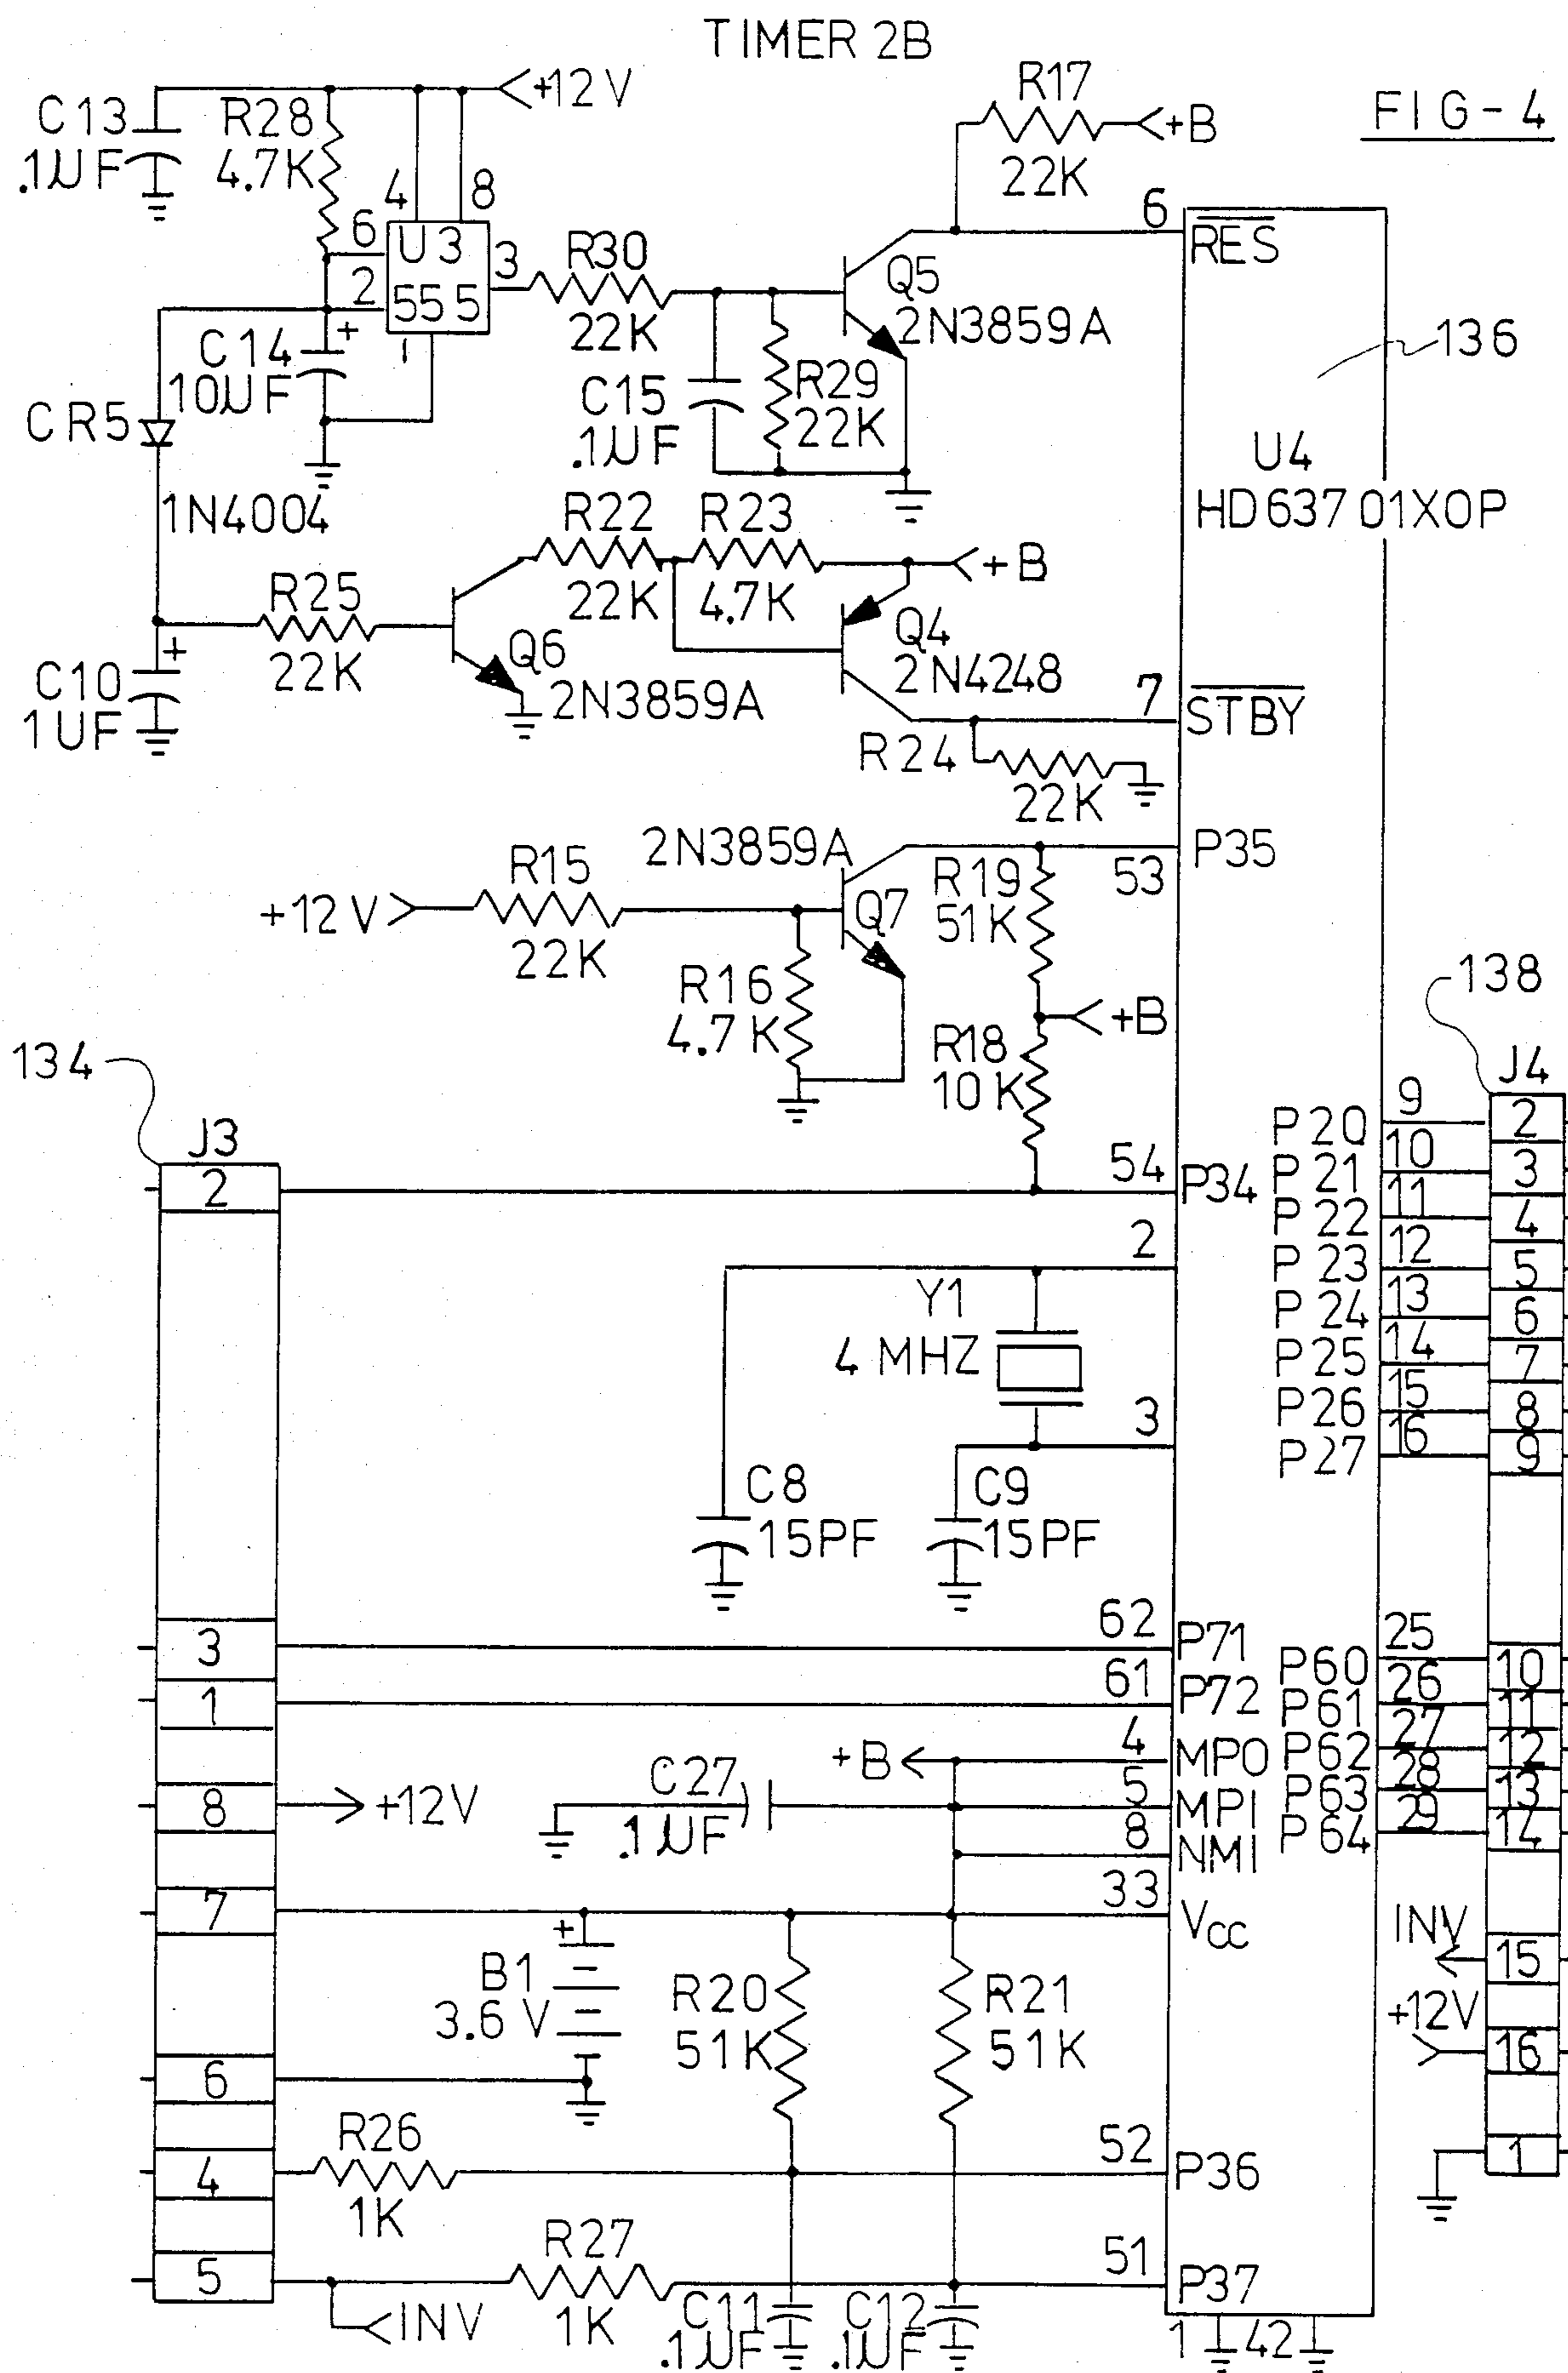 TIMER 2B
FIG-4
+12V
C13
.1UF
R28
4.7K
4
8
6
2
U3
555
3
1
R30
22K
R17
22K
+B
6
RES
Q5
2N3859A
136
C14
10UF
C15
.1UF
R29
22K
CR5
1N4004
U4
HD63701XOP
R22
22K
R23
4.7K
+B
R25
22K
Q6
2N3859A
Q4
2N4248
C10
1UF
7
STBY
R24
22K
2N3859A
Q7
P35
53
R15
22K
+12V
R19
51K
R16
4.7K
+B
R18
10K
134
138
J3
J4
2
54
P34
P20
9
2
P21
10
3
P22
11
4
P23
12
5
P24
13
6
P25
14
7
P26
15
8
P27
16
9
2
Y1
4 MHZ
3
C8
15PF
C9
15PF
3
62
P71
1
61
P72
P60
25
10
P61
26
11
P62
27
12
P63
28
13
P64
29
14
+B
4
MPO
C27
.1UF
5
MPI
8
+12V
8
NMI
7
33
VCC
INV
15
B1
3.6 V
R20
51K
R21
51K
+12V
16
6
R26
1K
4
52
P36
1
5
R27
1K
51
P37
INV
C11
.1UF
C12
.1UF
1
42